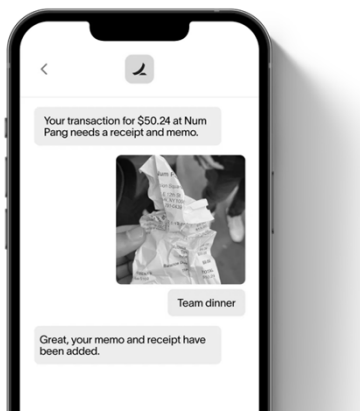 Your transaction for $50.24 at Num
Pang needs a receipt and memo.
Team dinner
Great, your memo and receipt have
been added.